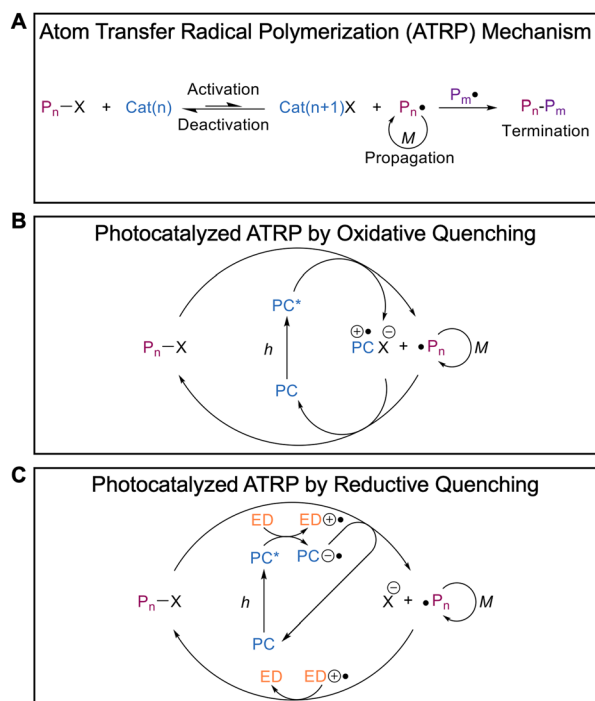 A
Atom Transfer Radical Polymerization (ATRP) Mechanism
Pn–X + Cat(n) Activation Deactivation Cat(n+1)X + Pn• M Propagation Pm• Pn-Pm Termination
B
Photocatalyzed ATRP by Oxidative Quenching
PC*
Pn–X h ⊕• ⊖ PC X + •Pn M
PC
C
Photocatalyzed ATRP by Reductive Quenching
ED ED⊕•
PC* PC⊖•
Pn–X h X⊖ + •Pn M
PC
ED ED⊕•